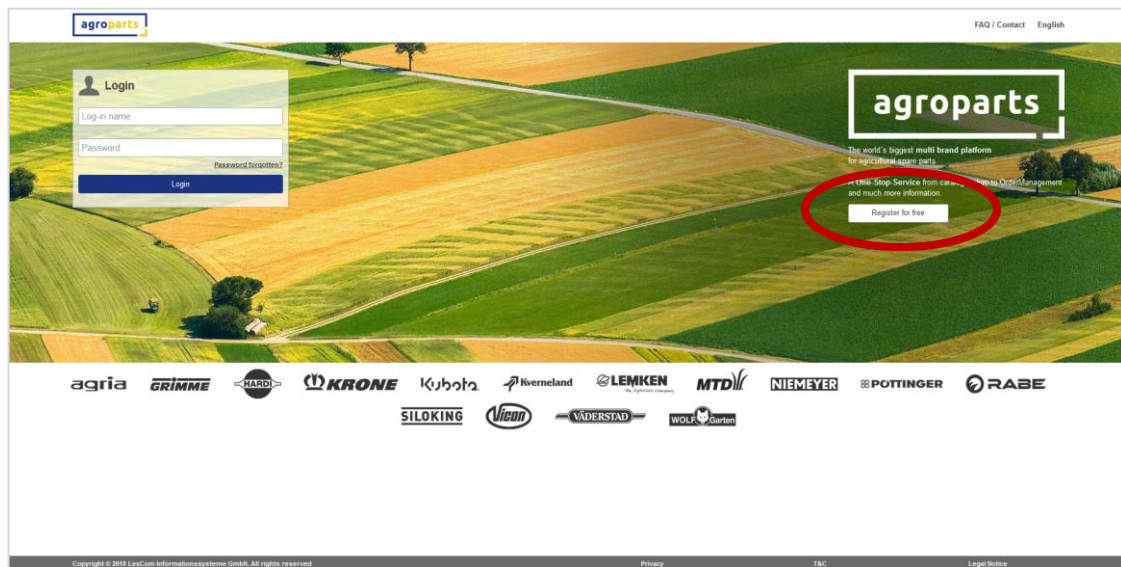 agroparts
FAQ / Contact English
Login
Log-in name
Password
Password forgotten?
Login
agroparts
The world's biggest multi brand platform
for agricultural spare parts
A One-Stop-Service from to OrderManagement
and much more information.
Register for free
agria GRIMME HARDI KRONE Kubota Kverneland LEMKEN MTD NIEMEYER PÖTTINGER RABE
SILOKING Vicon VÄDERSTAD WOLF Garten
Copyright © 2018 LexCom Informationssysteme GmbH. All rights reserved Privacy T&C Legal Notice